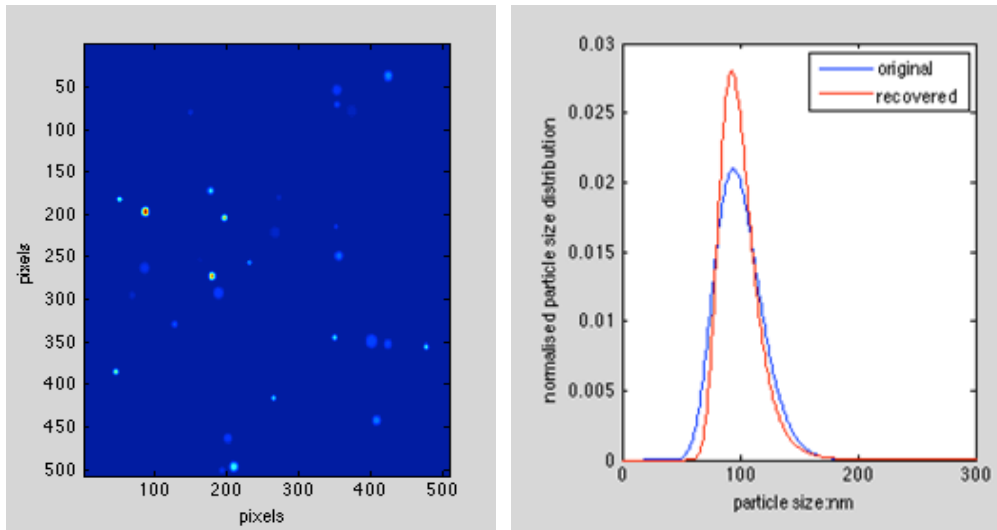 50
100
150
200
250
300
350
400
450
500
pixels
100 200 300 400 500
pixels
0.03
0.025
0.02
0.015
0.01
0.005
0
normalised particle size distribution
original
recovered
0 100 200 300
particle size:nm